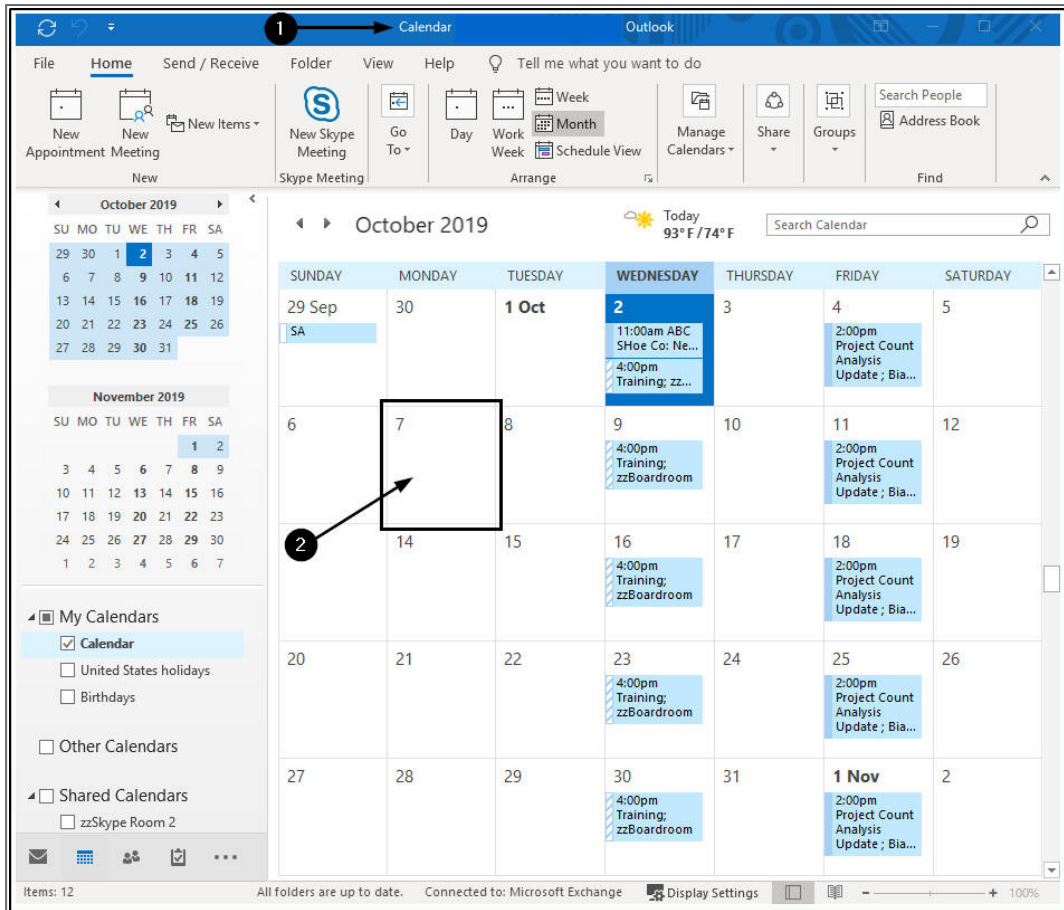 1
Calendar
Outlook
File Home Send / Receive Folder View Help Tell me what you want to do
New Appointment
New Meeting
New Items
New
New Skype Meeting
Skype Meeting
Go To
Day
Work Week
Week
Month
Schedule View
Arrange
Manage Calendars
Share
Groups
Search People
Address Book
Find
October 2019
SU MO TU WE TH FR SA
29 30 1 2 3 4 5
6 7 8 9 10 11 12
13 14 15 16 17 18 19
20 21 22 23 24 25 26
27 28 29 30 31
November 2019
SU MO TU WE TH FR SA
1 2
3 4 5 6 7 8 9
10 11 12 13 14 15 16
17 18 19 20 21 22 23
24 25 26 27 28 29 30
1 2 3 4 5 6 7
My Calendars
Calendar
United States holidays
Birthdays
Other Calendars
Shared Calendars
zzSkype Room 2
October 2019
Today
93° F / 74° F
Search Calendar
SUNDAY MONDAY TUESDAY WEDNESDAY THURSDAY FRIDAY SATURDAY
29 Sep 30 1 Oct 2 3 4 5
SA
11:00am ABC
SHoe Co: Ne...
4:00pm
Training; zz...
2:00pm
Project Count
Analysis
Update ; Bia...
6 7 8 9 10 11 12
4:00pm
Training;
zzBoardroom
2:00pm
Project Count
Analysis
Update ; Bia...
2
14 15 16 17 18 19
4:00pm
Training;
zzBoardroom
2:00pm
Project Count
Analysis
Update ; Bia...
20 21 22 23 24 25 26
4:00pm
Training;
zzBoardroom
2:00pm
Project Count
Analysis
Update ; Bia...
27 28 29 30 31 1 Nov 2
4:00pm
Training;
zzBoardroom
2:00pm
Project Count
Analysis
Update ; Bia...
Items: 12
All folders are up to date.
Connected to: Microsoft Exchange
Display Settings
100%